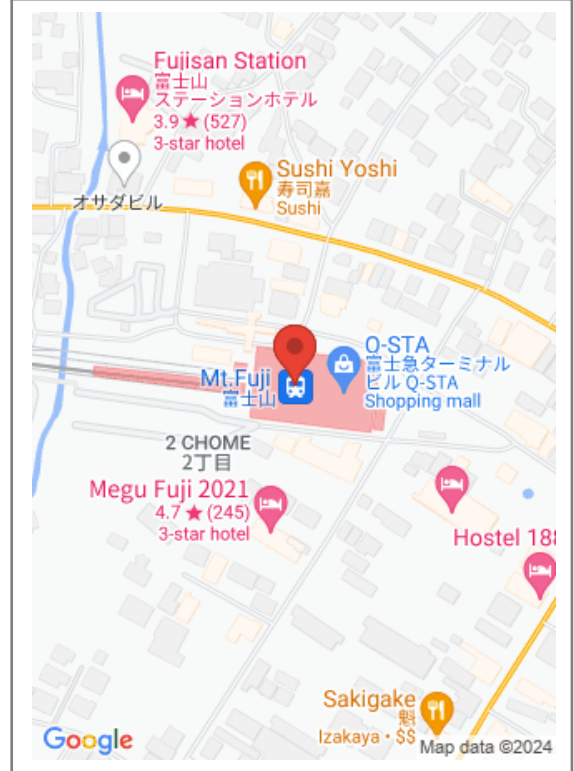 Fujisan Station
富士山
ステーションホテル
3.9 ★ (527)
3-star hotel
オサダビル
Sushi Yoshi
寿司嘉
Sushi
Mt.Fuji
富士山
Q-STA
富士急ターミナル
ビル Q-STA
Shopping mall
2 CHOME
2丁目
Megu Fuji 2021
4.7 ★ (245)
3-star hotel
Hostel 188
Sakigake
魁
Izakaya • $$
Google
Map data ©2024